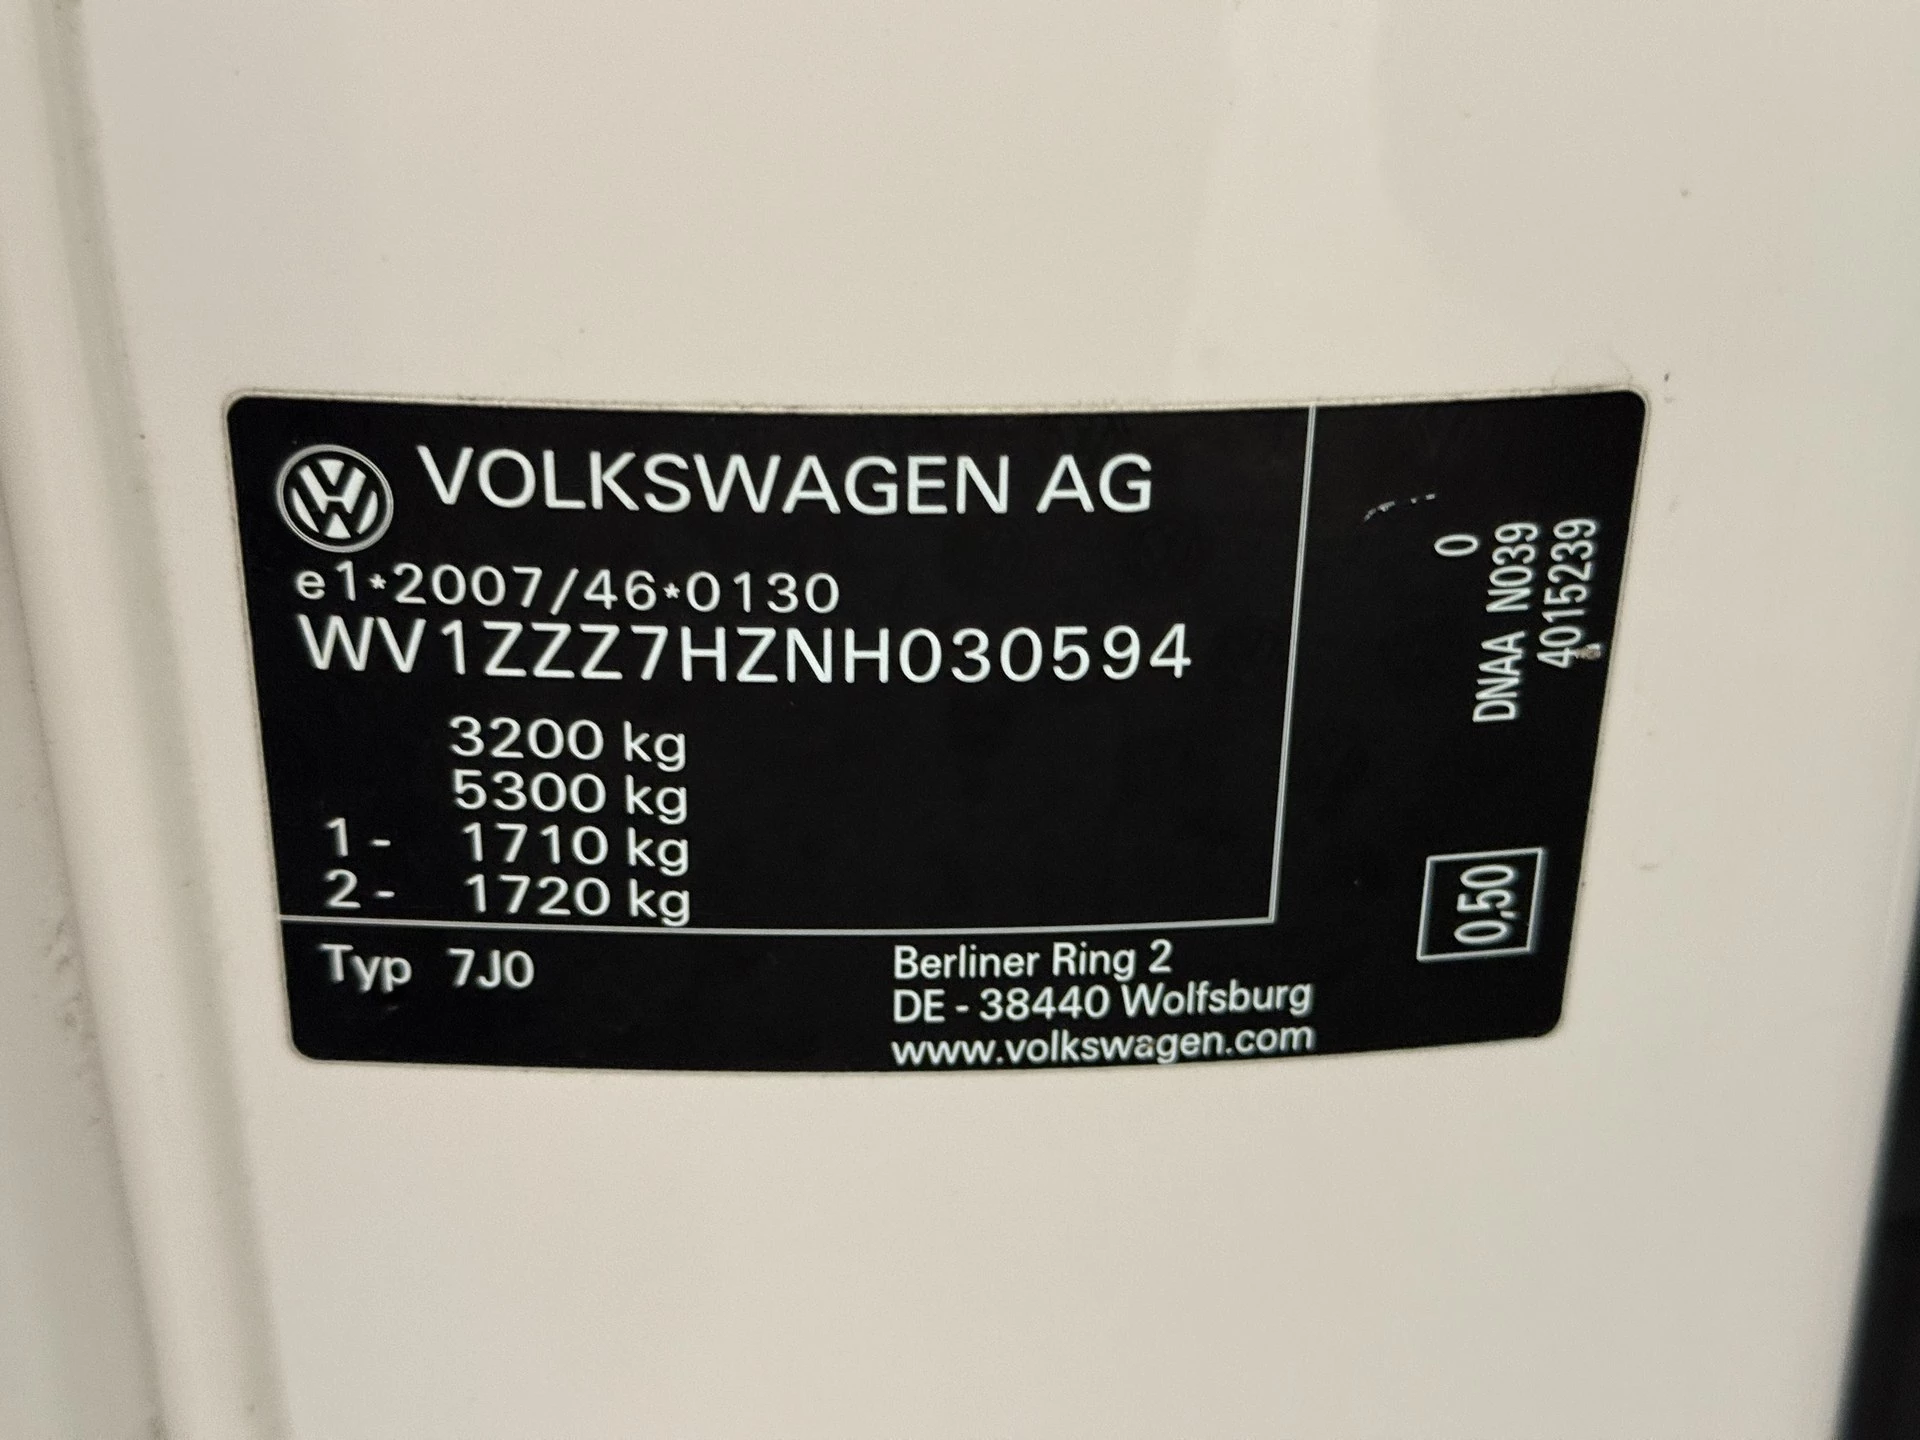 VOLKSWAGEN AG
e1*2007/46*0130
WV1ZZZ7HZNH030594
3200 kg
5300 kg
1- 1710 kg
2- 1720 kg
Typ 7J0
Berliner Ring 2
DE - 38440 Wolfsburg
www.volkswagen.com
0
DNAA N039
4015239
0,50